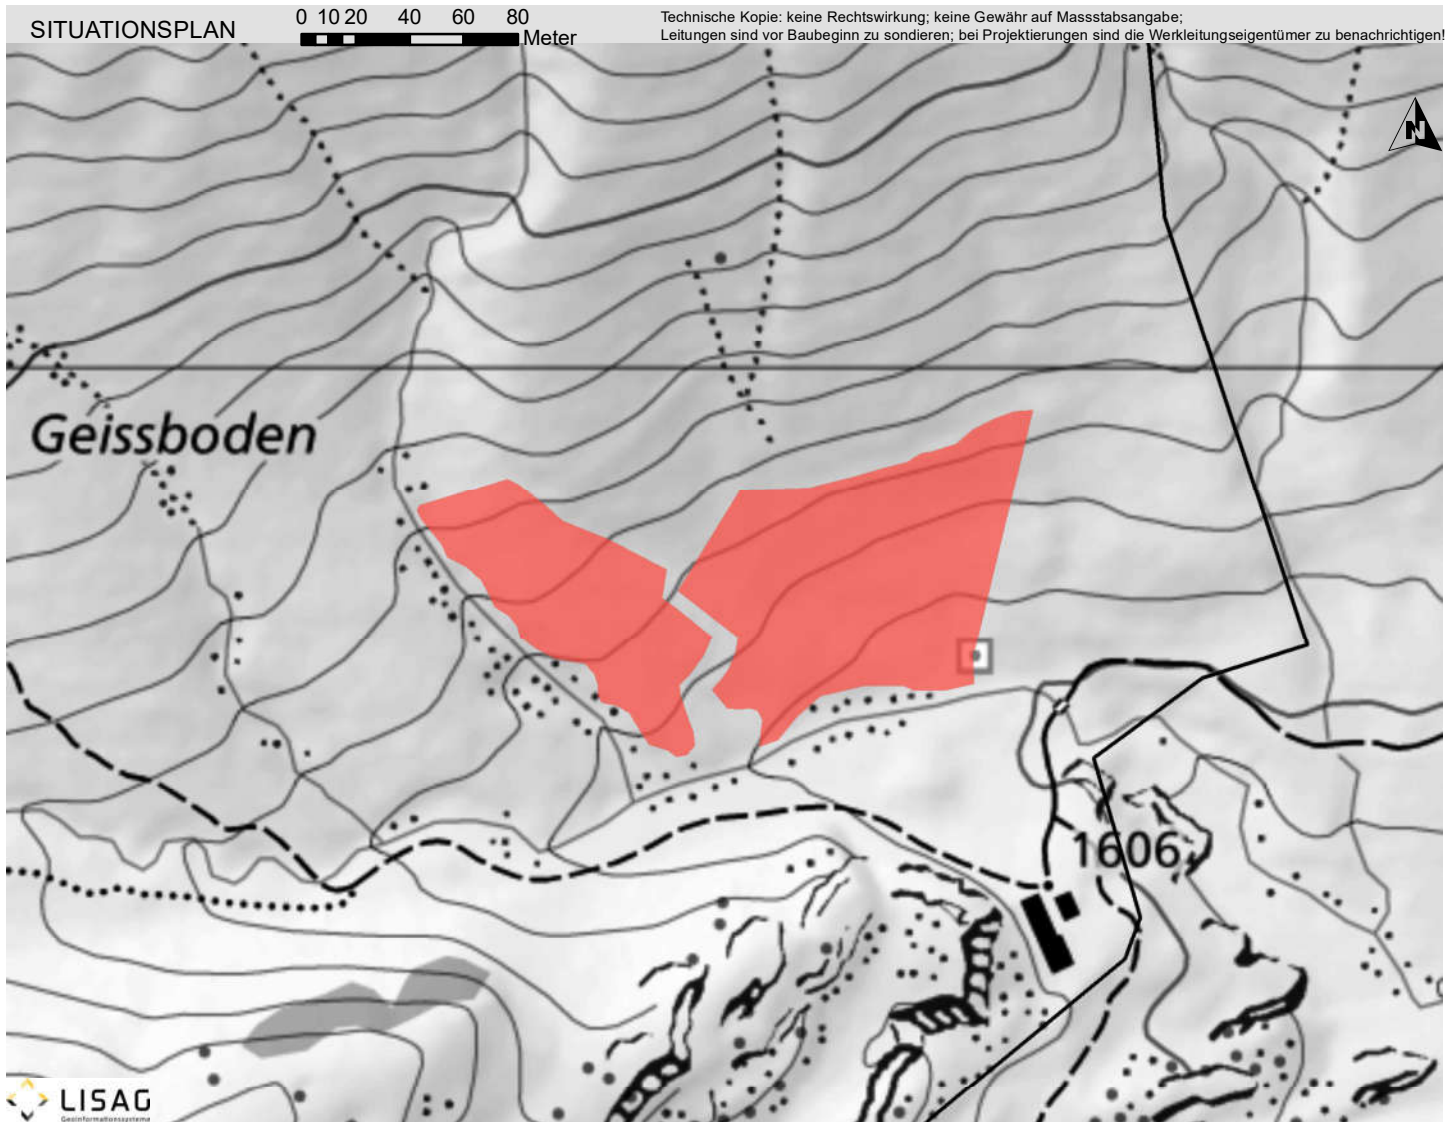 SITUATIONSPLAN
0 10 20 40 60 80
Meter
Technische Kopie: keine Rechtswirkung; keine Gewähr auf Massstabsangabe;
Leitungen sind vor Baubeginn zu sondieren; bei Projektierungen sind die Werkleitungseigentümer zu benachrichtigen!
N
Geissboden
1606
LISAG
Geoinformationssysteme